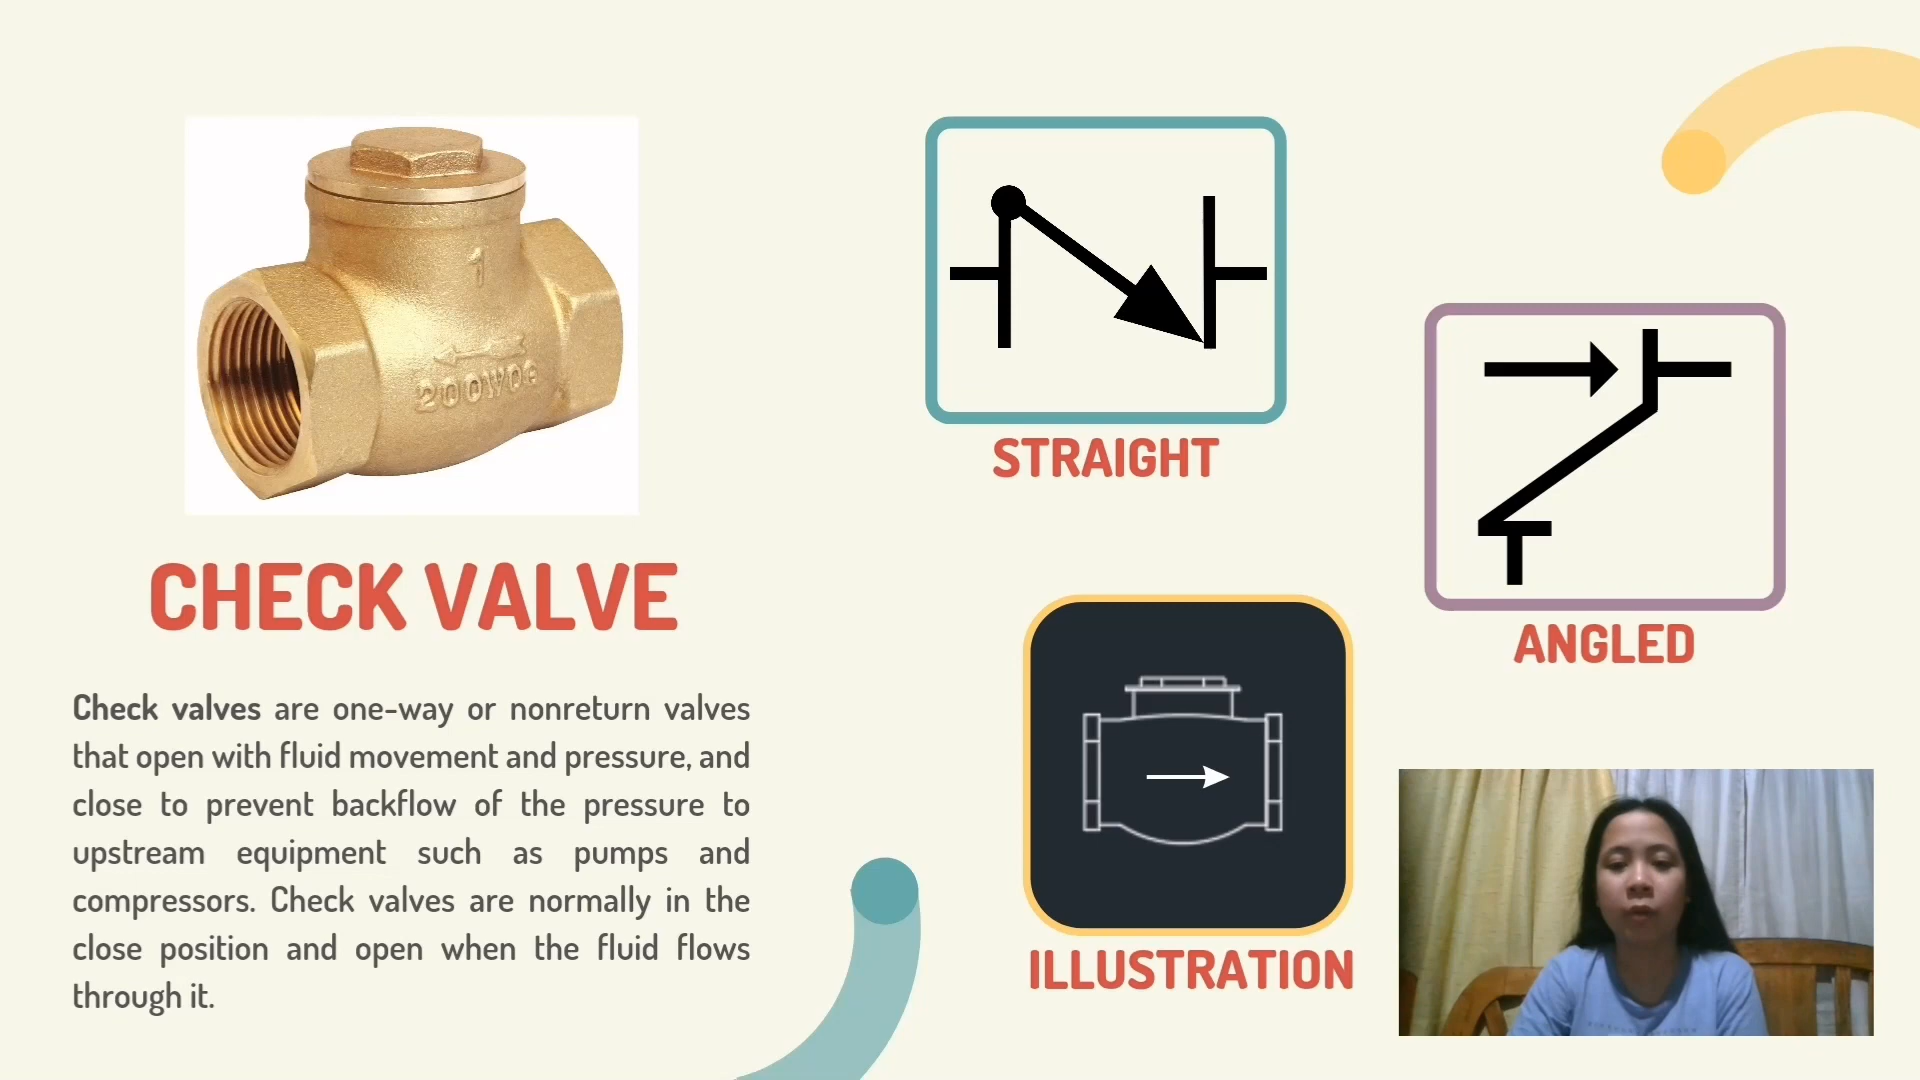 1
200WOG
CHECK VALVE
Check valves are one-way or nonreturn valves
that open with fluid movement and pressure, and
close to prevent backflow of the pressure to
upstream equipment such as pumps and
compressors. Check valves are normally in the
close position and open when the fluid flows
through it.
STRAIGHT
ANGLED
ILLUSTRATION